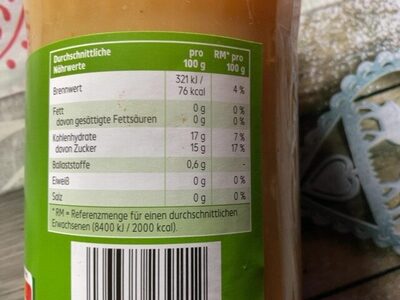 Durchschnittliche Nährwerte pro 100 g RM* pro 100 g
Brennwert 321 kJ / 76 kcal 4 %
Fett 0 g 0 %
davon gesättigte Fettsäuren 0 g 0 %
Kohlenhydrate 17 g 7 %
davon Zucker 15 g 17 %
Ballaststoffe 0,6 g -
Eiweiß 0 g 0 %
Salz 0 g 0 %
* RM = Referenzmenge für einen durchschnittlichen
Erwachsenen (8400 kJ / 2000 kcal).